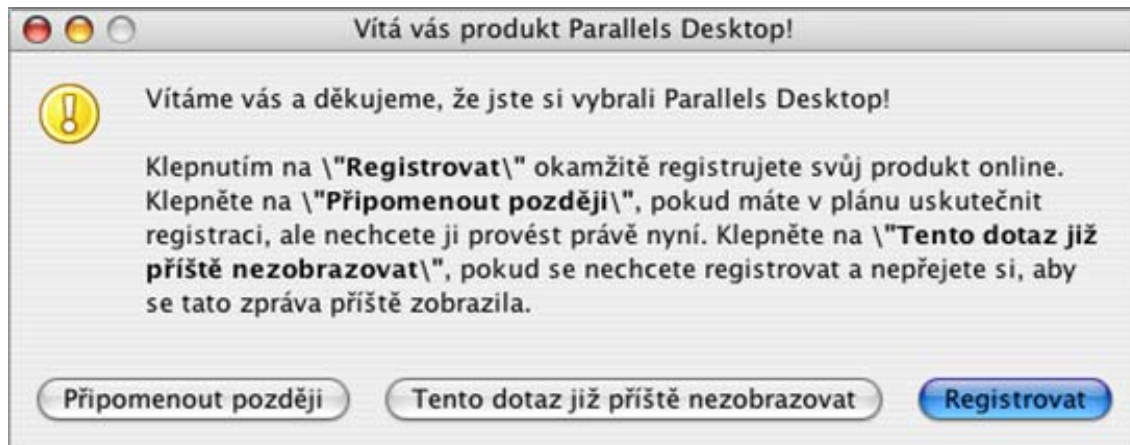 Vítá vás produkt Parallels Desktop!
Vítáme vás a děkujeme, že jste si vybrali Parallels Desktop!
Klepnutím na \"Registrovat\" okamžitě registrujete svůj produkt online.
Klepněte na \"Připomenout později\", pokud máte v plánu uskutečnit
registraci, ale nechcete ji provést právě nyní. Klepněte na \"Tento dotaz již
příště nezobrazovat\", pokud se nechcete registrovat a nepřejete si, aby
se tato zpráva příště zobrazila.
Připomenout později
Tento dotaz již příště nezobrazovat
Registrovat